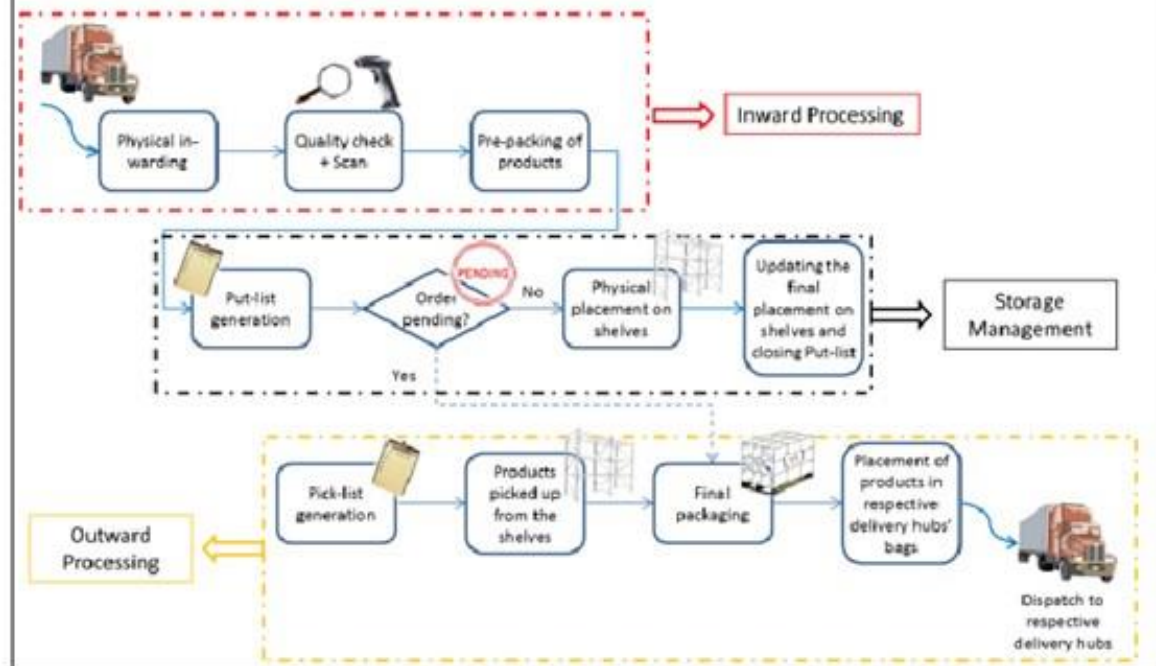 Physical in-
warding
Quality check
+ Scan
Pre-packing of
products
Inward Processing
Put-list
generation
Order
pending?
PENDING
No
Yes
Physical
placement on
shelves
Updating the
final
placement on
shelves and
closing Put-list
Storage
Management
Pick-list
generation
Products
picked up
from the
shelves
Final
packaging
Placement of
products in
respective
delivery hubs'
bags
Outward
Processing
Dispatch to
respective
delivery hubs